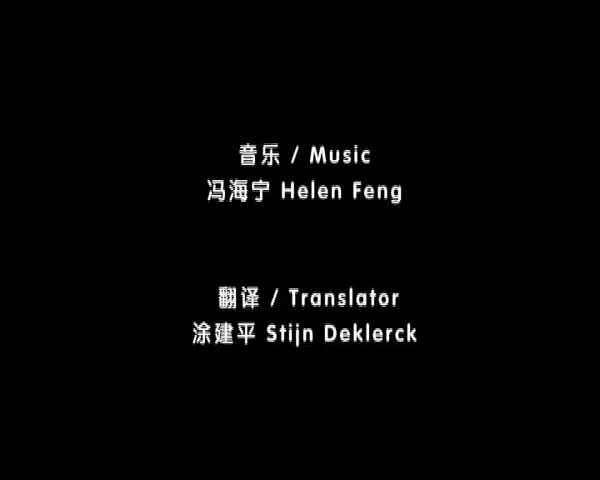 音乐 / Music
冯海宁 Helen Feng
翻译 / Translator
涂建平 Stijn Deklerck